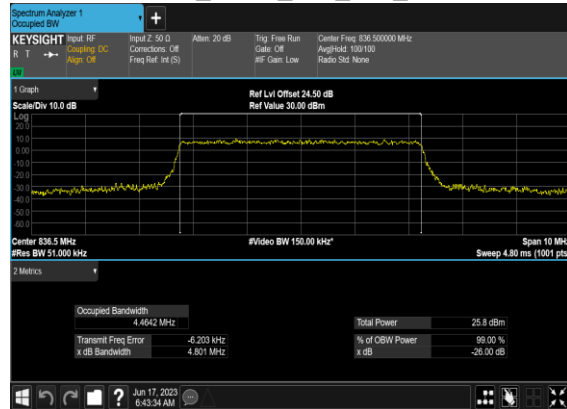 Spectrum Analyzer 1
Occupied BW
+
KEYSIGHT Input: RF
R T Coupling: DC
Align: Off
Input Z: 50 Ω
Corrections: Off
Freq Ref: Int (S)
Atten: 20 dB
Trig: Free Run
Gate: Off
#IF Gain: Low
Center Freq: 836.500000 MHz
Avg|Hold: 100/100
Radio Std: None
LW
1 Graph
Scale/Div 10.0 dB
Ref Lvl Offset 24.50 dB
Ref Value 30.00 dBm
Log
20.0
10.0
0.00
-10.0
-20.0
-30.0
-40.0
-50.0
-60.0
Center 836.5 MHz
#Res BW 51.000 kHz
#Video BW 150.00 kHz*
Span 10 MHz
Sweep 4.80 ms (1001 pts
2 Metrics
Occupied Bandwidth
4.4642 MHz
Transmit Freq Error -6.203 kHz
x dB Bandwidth 4.801 MHz
Total Power 25.8 dBm
% of OBW Power 99.00 %
x dB -26.00 dB
?
Jun 17, 2023
6:43:34 AM